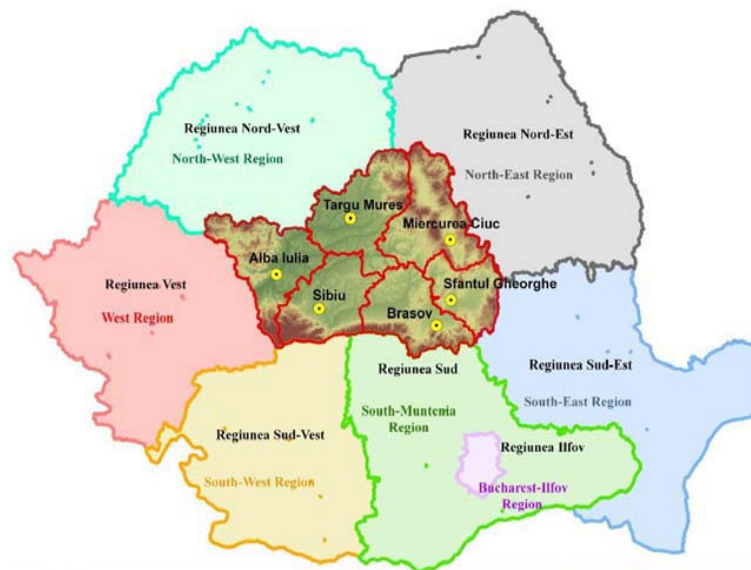 Regiunea Nord-Vest
North-West Region
Regiunea Nord-Est
North-East Region
Targu Mures
Miercurea Ciuc
Alba Iulia
Sfantul Gheorghe
Sibiu
Brasov
Regiunea Vest
West Region
Regiunea Sud
South-Muntenia
Region
Regiunea Sud-Est
South-East Region
Regiunea Sud-Vest
South-West Region
Regiunea Ilfov
Bucharest-Ilfov
Region